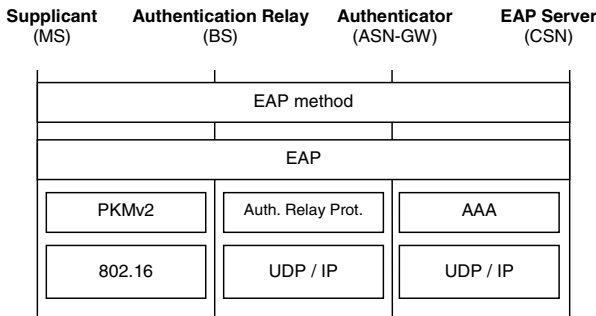 Supplicant Authentication Relay Authenticator EAP Server
(MS) (BS) (ASN-GW) (CSN)
EAP method
EAP
PKMv2 Auth. Relay Prot. AAA
802.16 UDP / IP UDP / IP